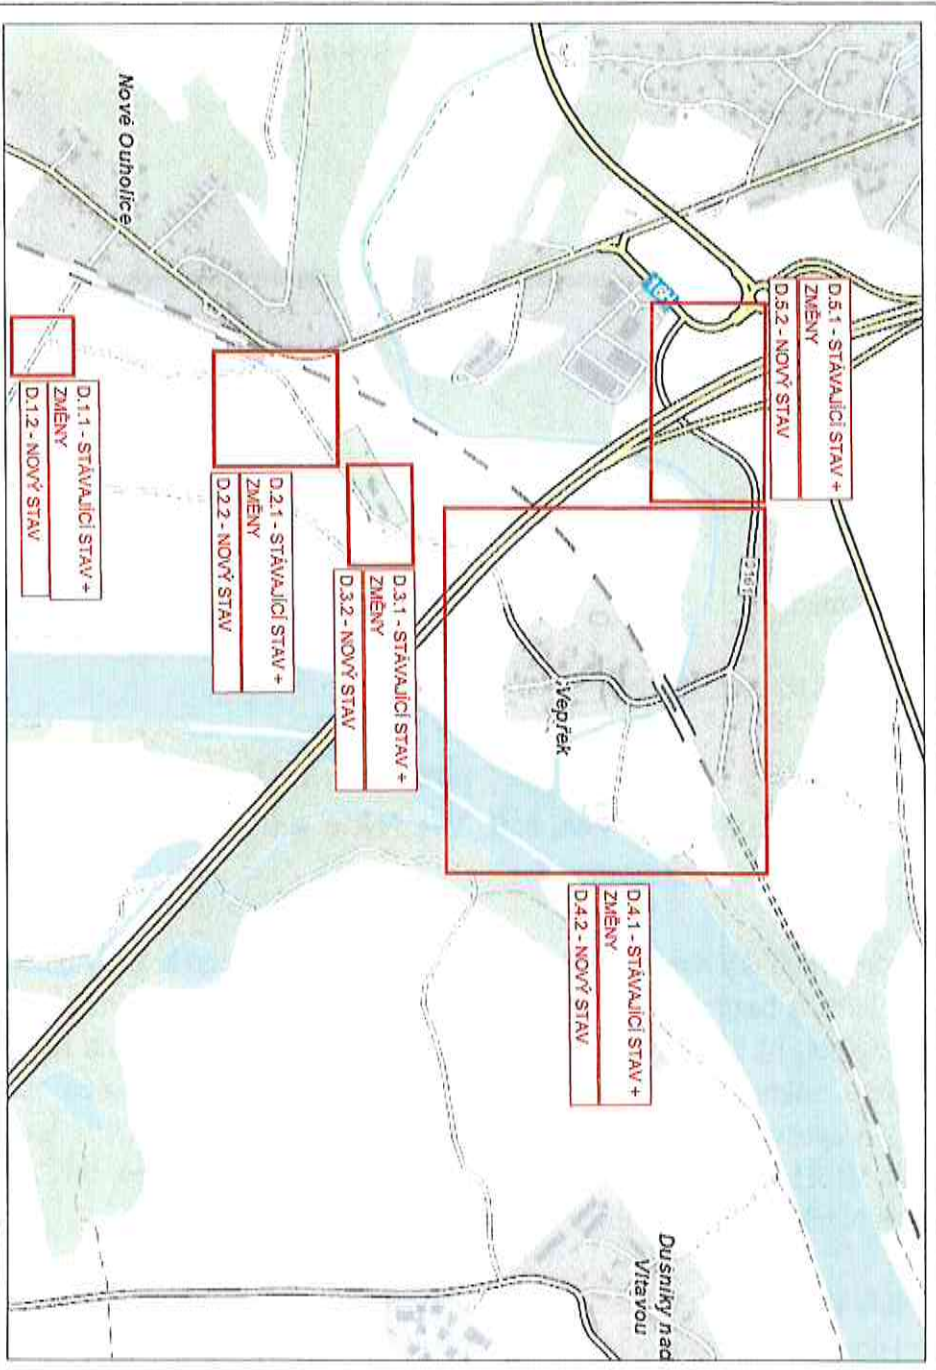 D.5.1 - STÁVAJÍCÍ STAV +
ZMĚNY
D.5.2 - NOVÝ STAV
Dušníky nad
Vltavou
D.4.1 - STÁVAJÍCÍ STAV +
ZMĚNY
D.4.2 - NOVÝ STAV
Vepřek
D.3.1 - STÁVAJÍCÍ STAV +
ZMĚNY
D.3.2 - NOVÝ STAV
D.2.1 - STÁVAJÍCÍ STAV +
ZMĚNY
D.2.2 - NOVÝ STAV
Nové Ouholice
D.1.1 - STÁVAJÍCÍ STAV +
ZMĚNY
D.1.2 - NOVÝ STAV